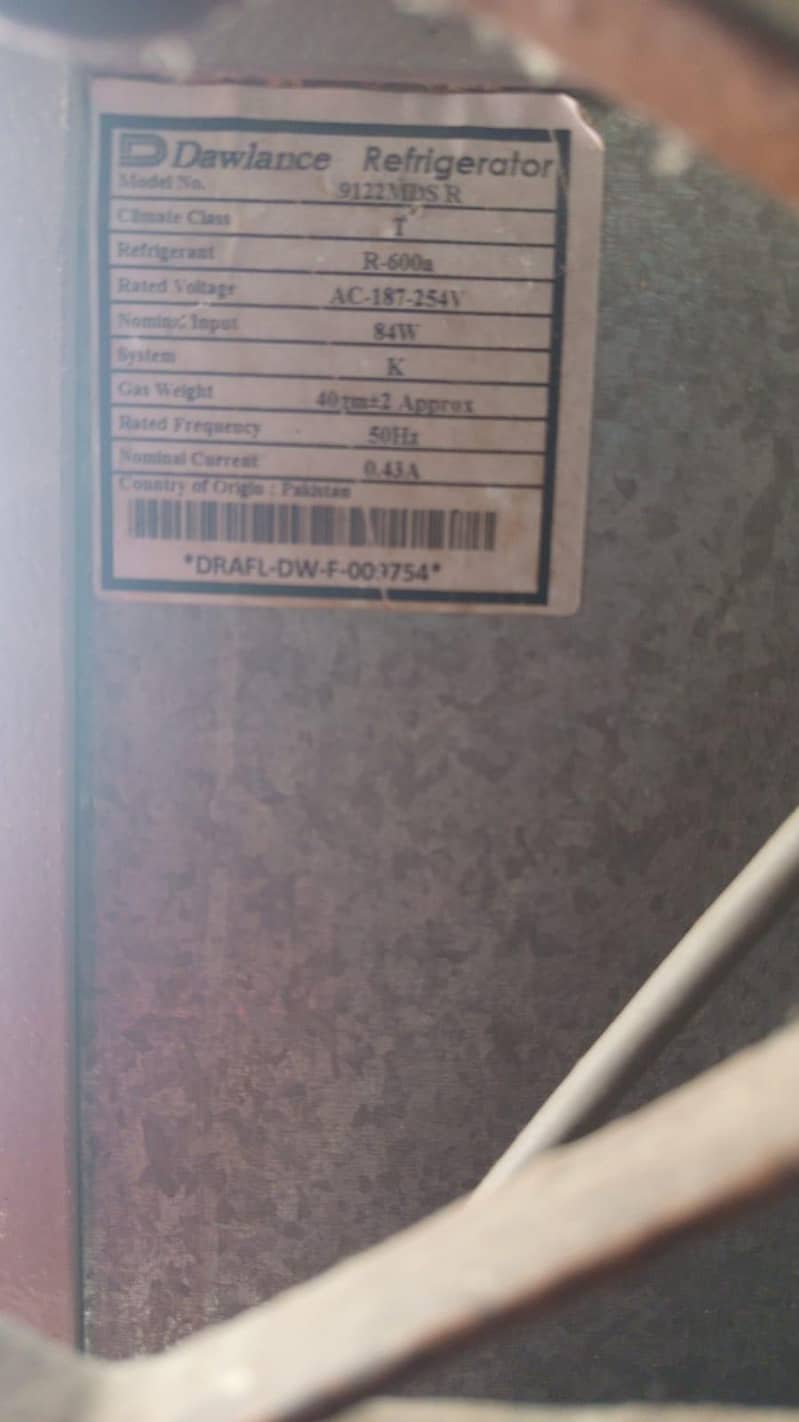 Dawlance Refrigerator
Model No. 9122MDS R
Climate Class T
Refrigerant R-600a
Rated Voltage AC-187-254V
Input 84W
System K
Gas Weight 40gm±2 Approx
Rated Frequency 50Hz
Nominal Current 0.43A
Country of Origin : Pakistan